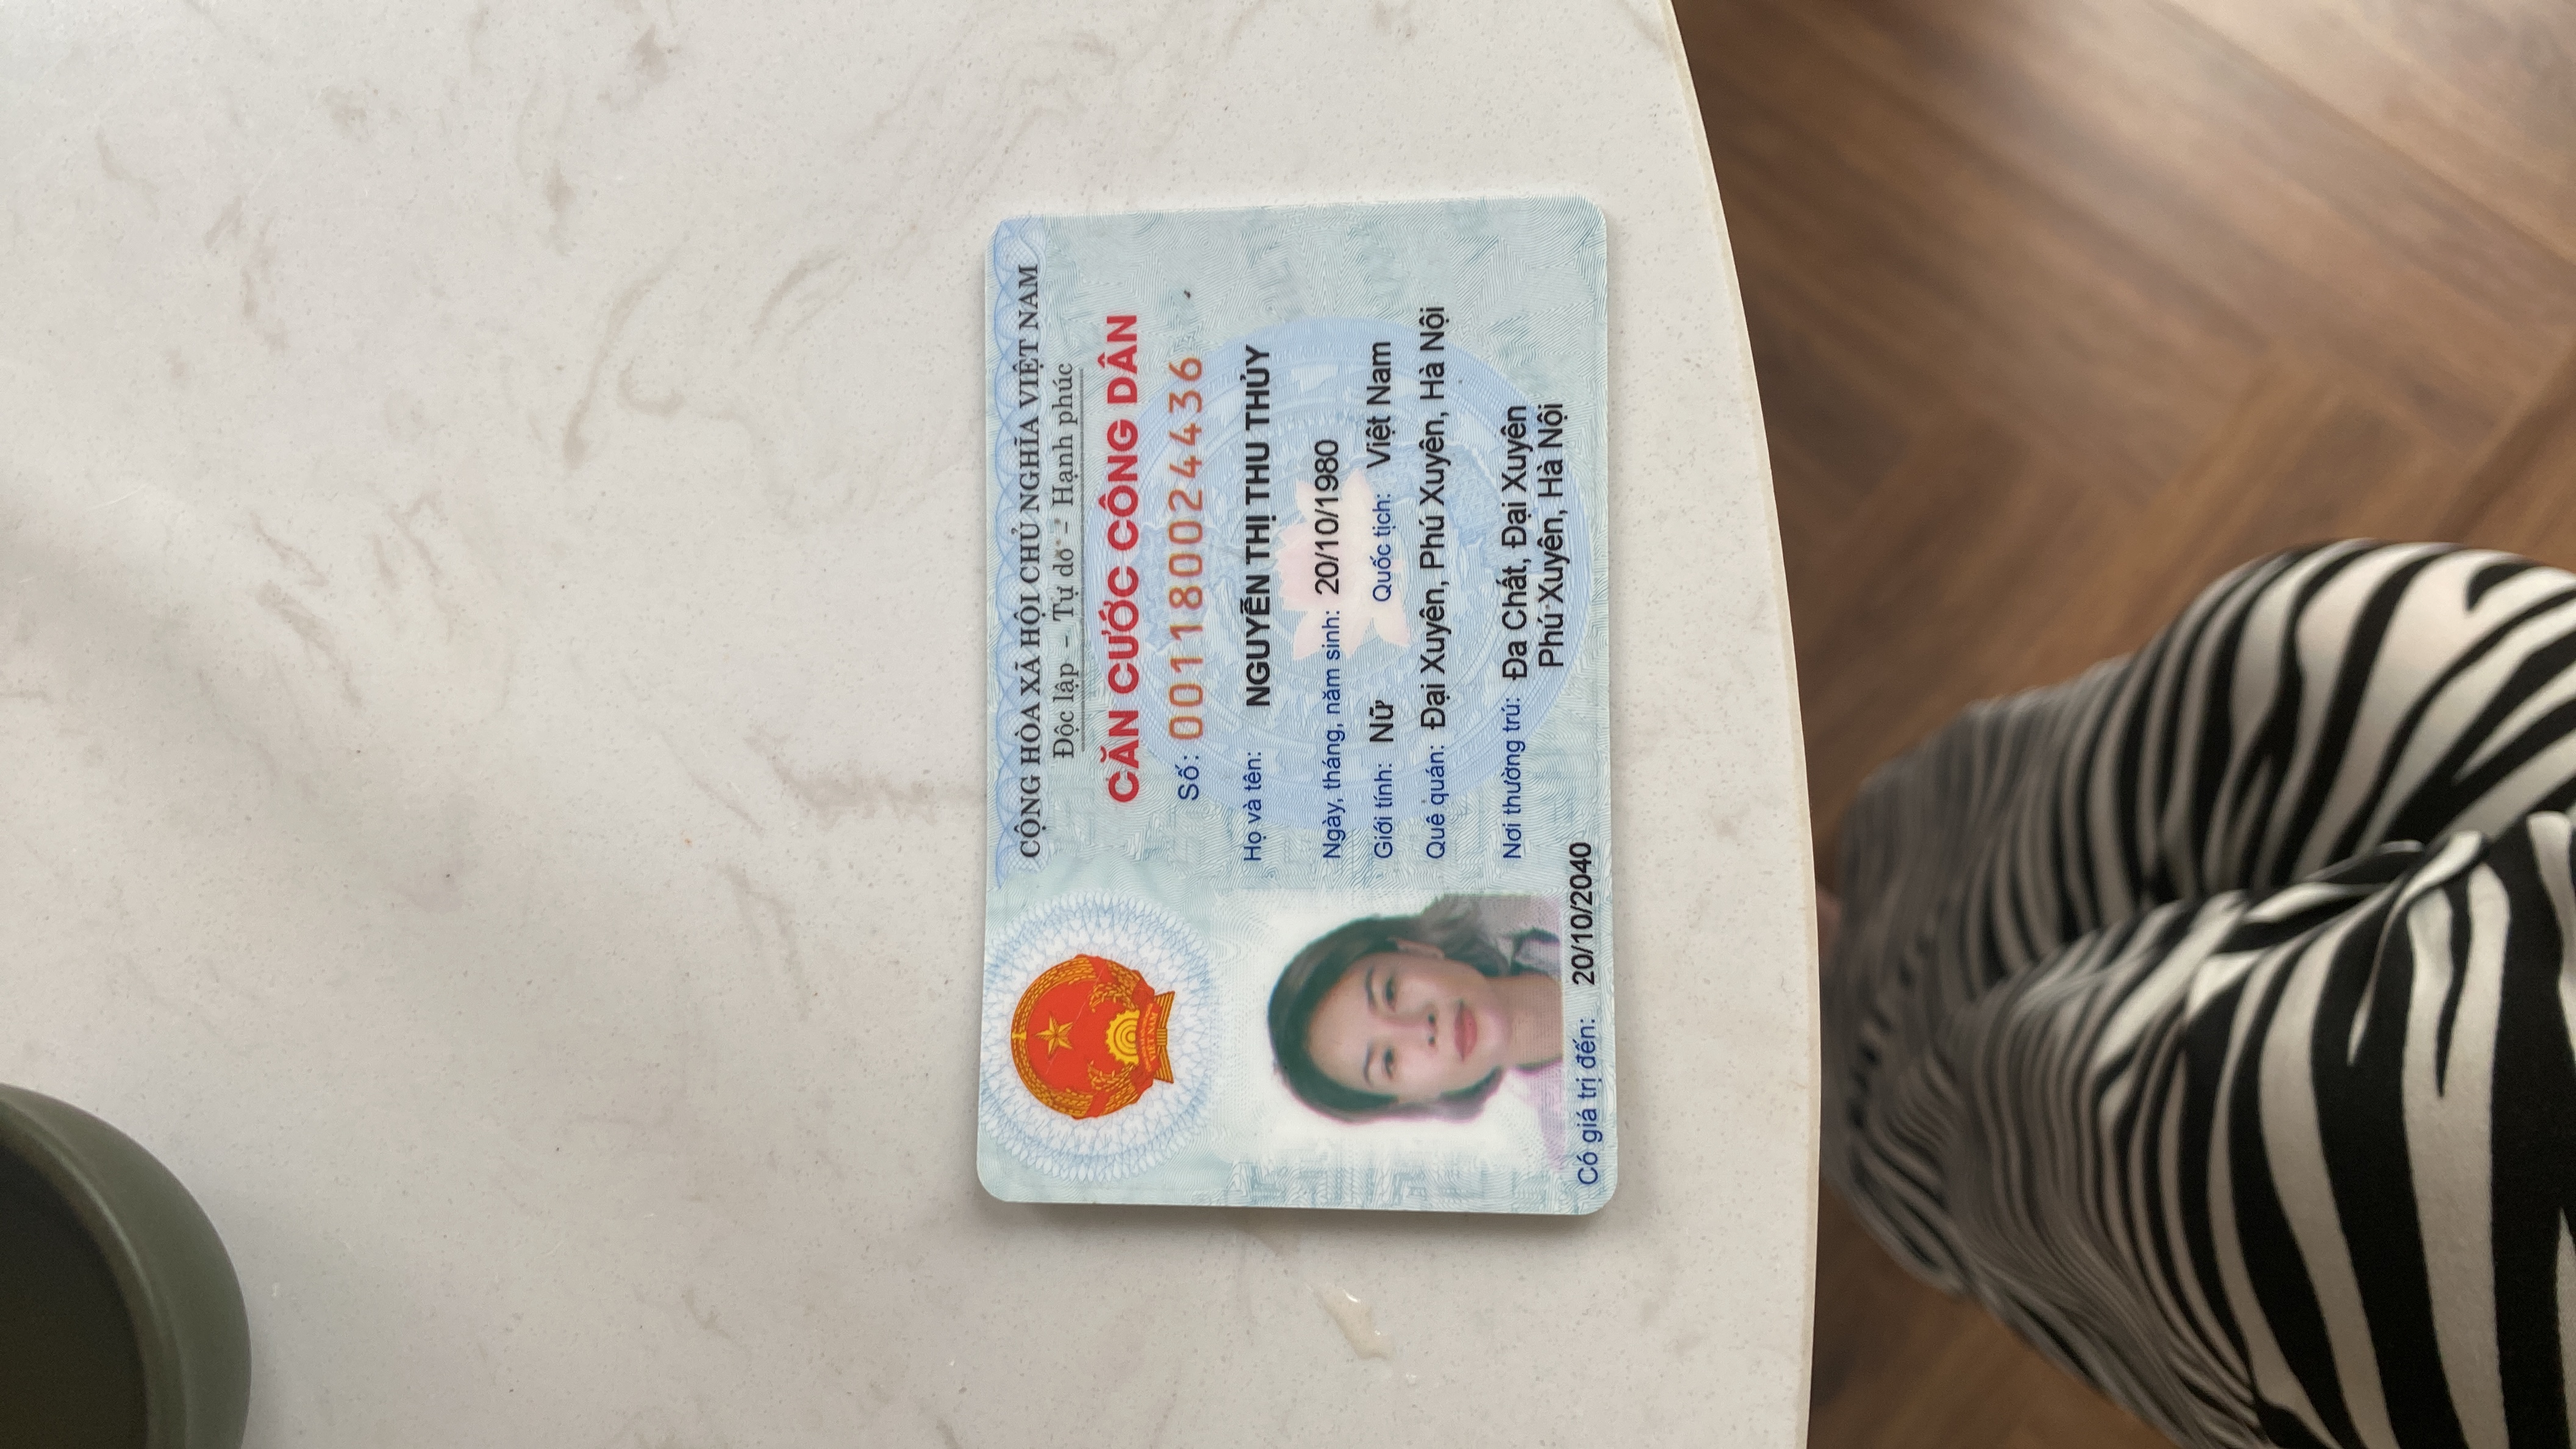 CỘNG HÒA XÃ HỘI CHỦ NGHĨA VIỆT NAM
Độc lập – Tự do – Hạnh phúc
CĂN CƯỚC CÔNG DÂN
Số: 001180024436
Họ và tên: NGUYỄN THỊ THU THỦY
Ngày, tháng, năm sinh: 20/10/1980
Giới tính: Nữ Quốc tịch: Việt Nam
Quê quán: Đại Xuyên, Phú Xuyên, Hà Nội
Nơi thường trú: Đa Chất, Đại Xuyên
Phú Xuyên, Hà Nội
Có giá trị đến: 20/10/2040
VIỆT NAM